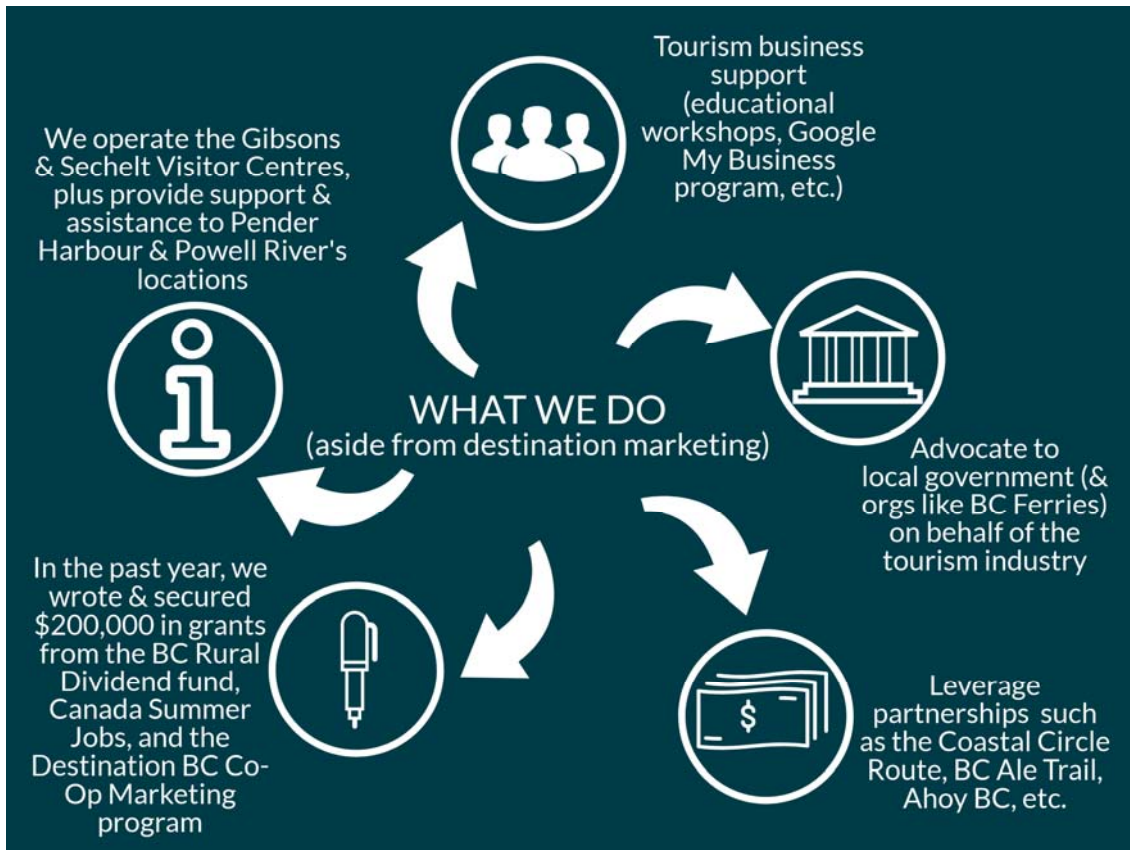 WHAT WE DO
(aside from destination marketing)
Tourism business
support
(educational
workshops, Google
My Business
program, etc.)
Advocate to
local government (&
orgs like BC Ferries)
on behalf of the
tourism industry
$
Leverage
partnerships such
as the Coastal Circle
Route, BC Ale Trail,
Ahoy BC, etc.
In the past year, we
wrote & secured
$200,000 in grants
from the BC Rural
Dividend fund,
Canada Summer
Jobs, and the
Destination BC Co-
Op Marketing
program
We operate the Gibsons
& Sechelt Visitor Centres,
plus provide support &
assistance to Pender
Harbour & Powell River's
locations
i